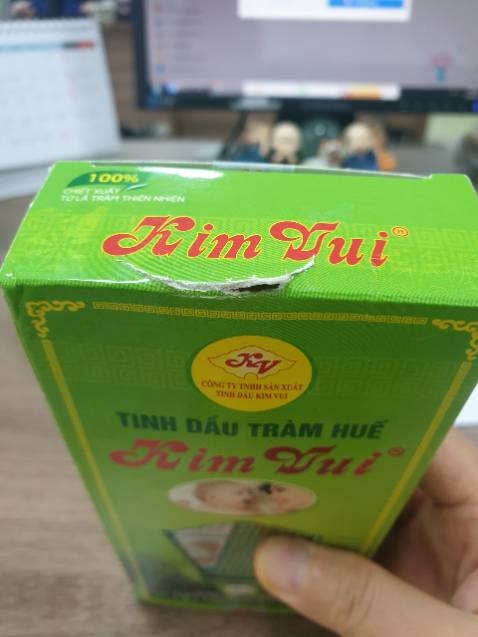 100%
CHIẾT XUẤT
TỪ LÁ TRÀM THIÊN NHIÊN
Kim Vui®
KV
CÔNG TY TNHH SẢN XUẤT
TINH DẦU KIM VUI
TINH DẦU TRÀM HUẾ
Kim Vui®